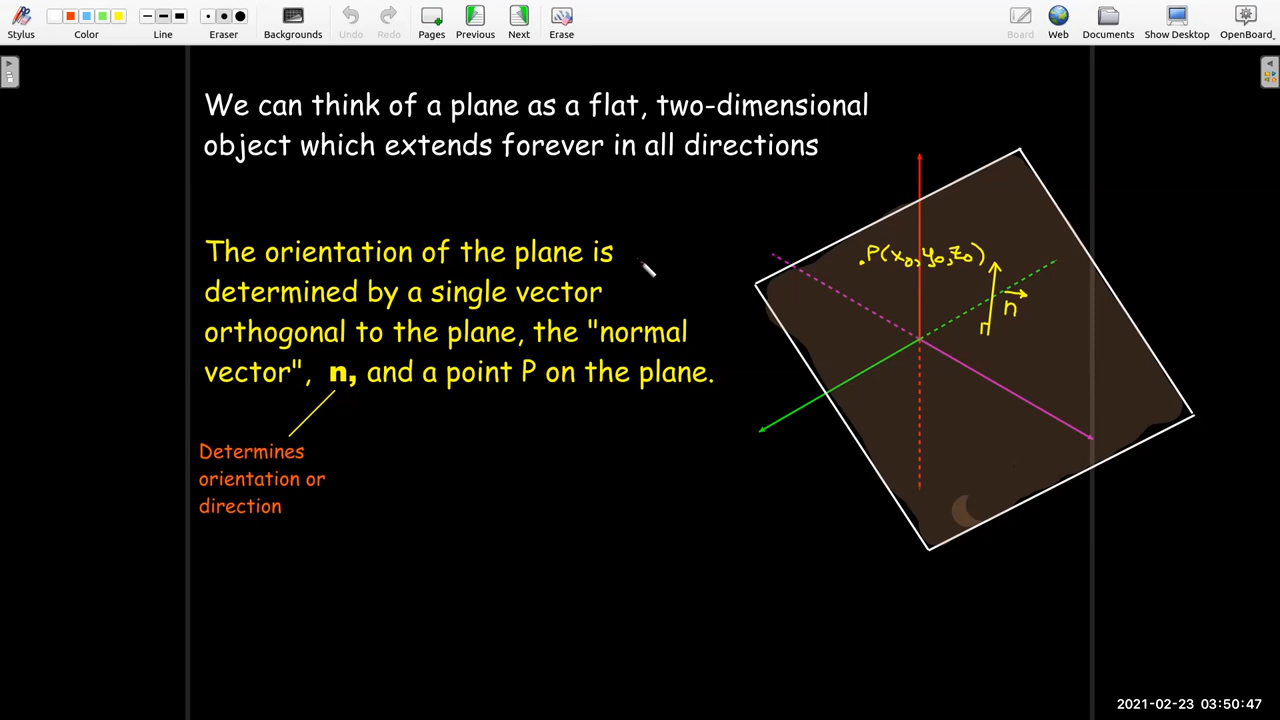 Stylus
Color
Line
Eraser
Backgrounds
Undo
Redo
Pages
Previous
Next
Erase
Board
Web
Documents
Show Desktop
OpenBoard
We can think of a plane as a flat, two-dimensional
object which extends forever in all directions
The orientation of the plane is
determined by a single vector
orthogonal to the plane, the "normal
vector", n, and a point P on the plane.
Determines
orientation or
direction
P(x₀,y₀,z₀)
n⃗
2021-02-23 03:50:47